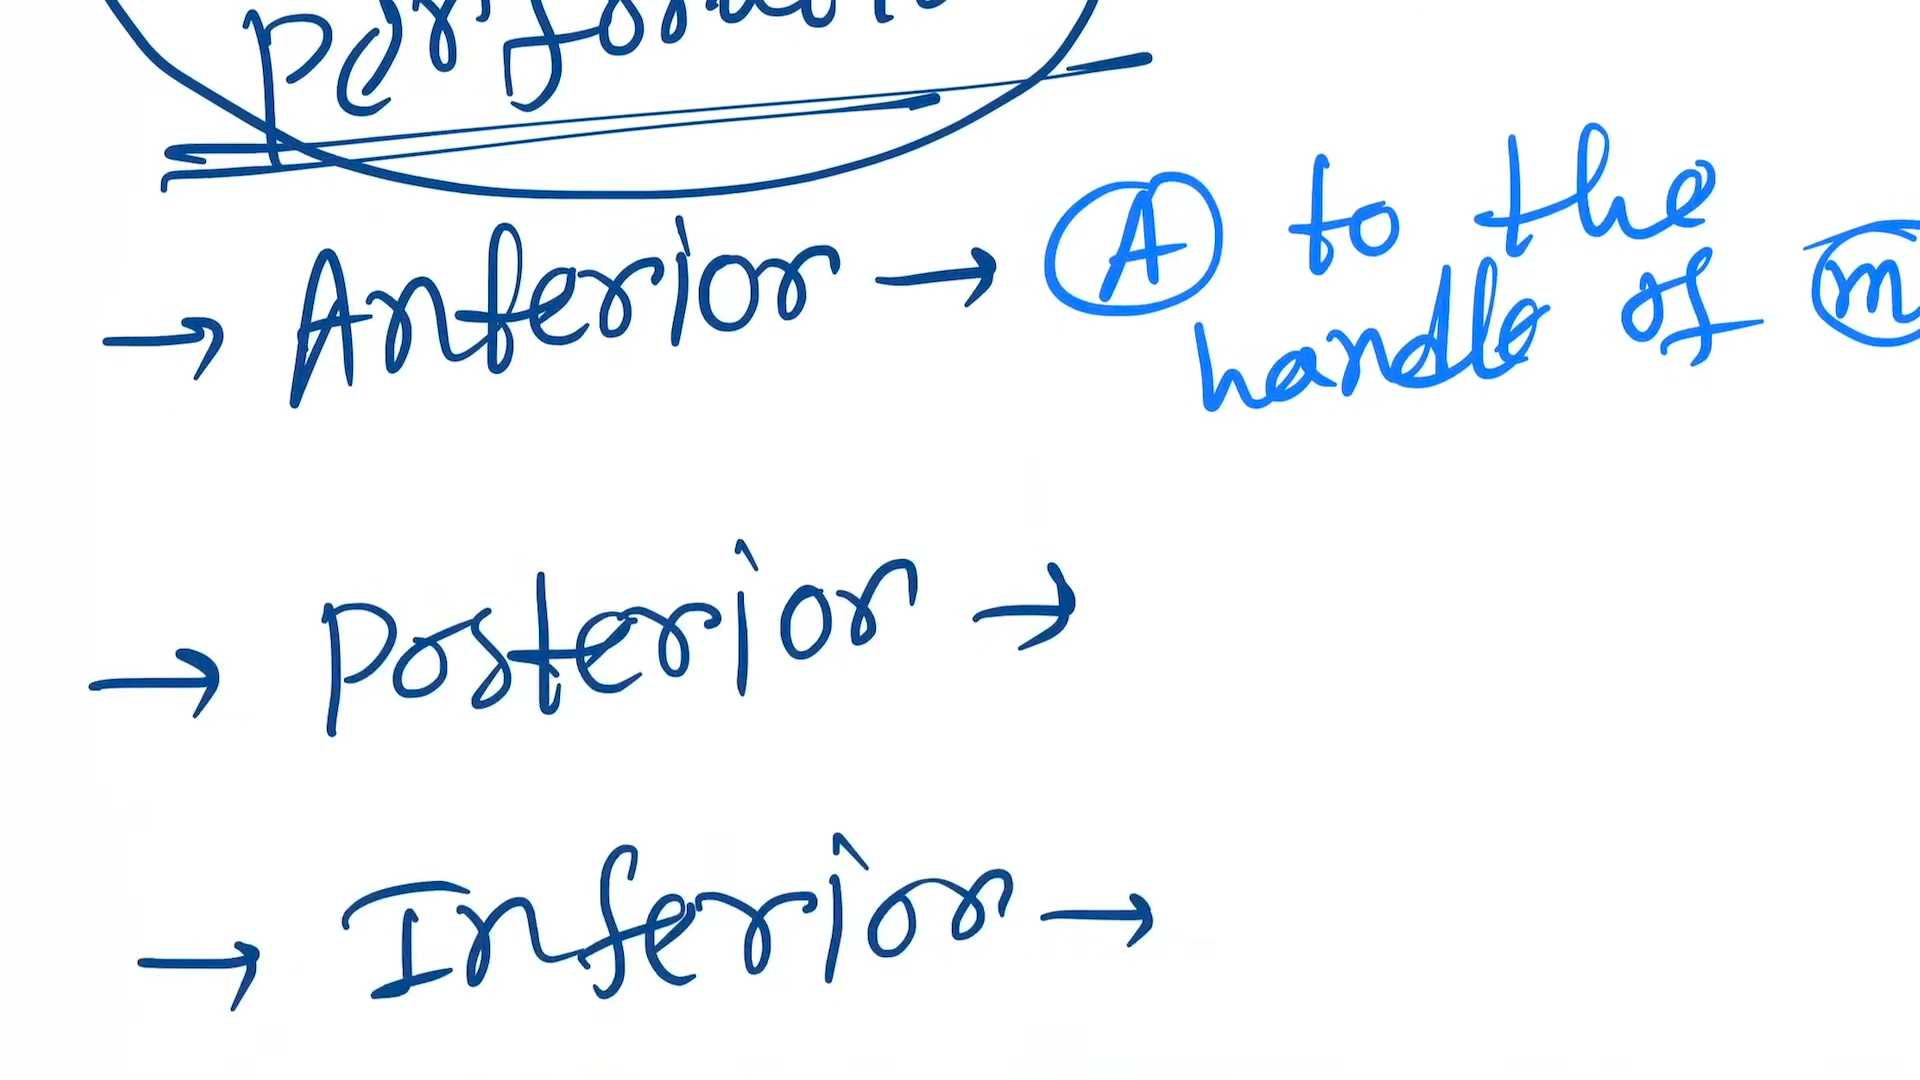 → Anterior → A to the
handle of m
→ Posterior →
→ Inferior →